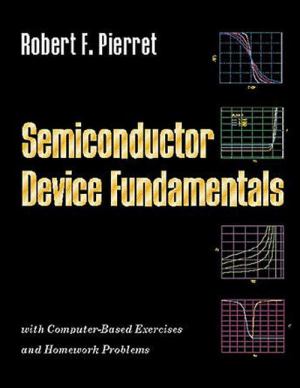 Robert F. Pierret
Semiconductor
Device Fundamentals
with Computer-Based Exercises
and Homework Problems